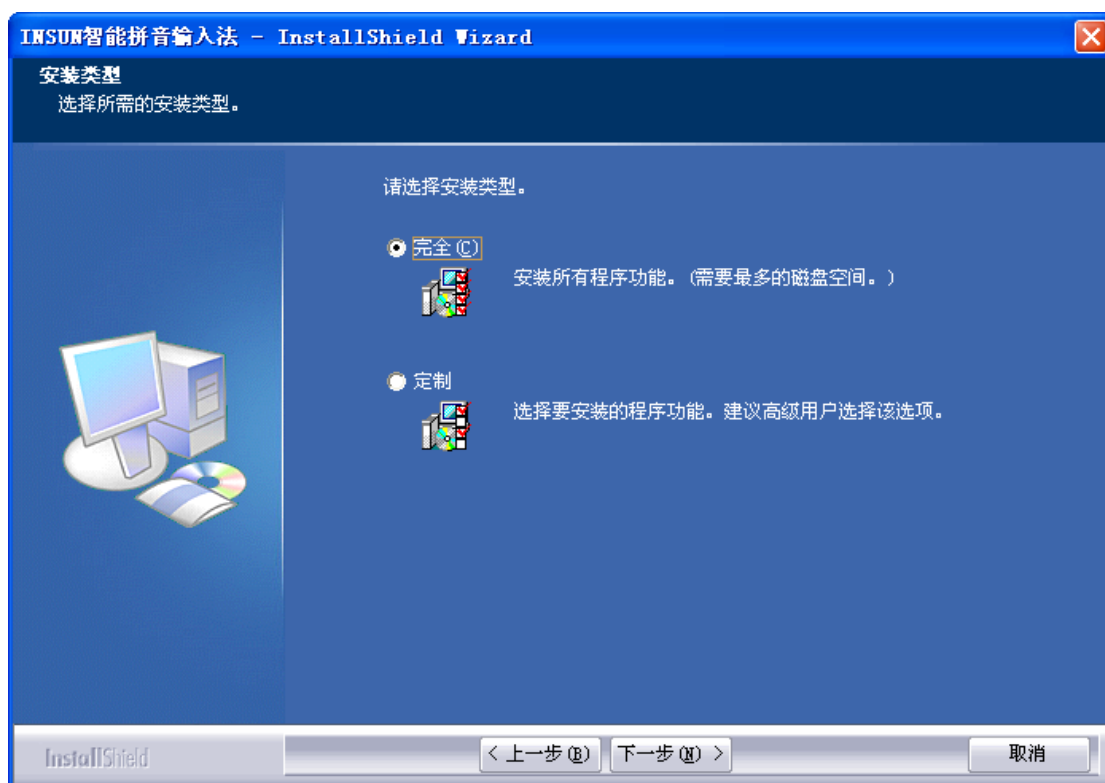 INSUN智能拼音输入法 - InstallShield Wizard
安装类型
选择所需的安装类型。
请选择安装类型。
完全(C)
安装所有程序功能。(需要最多的磁盘空间。)
定制
选择要安装的程序功能。建议高级用户选择该选项。
InstallShield
< 上一步(B) 下一步(N) > 取消